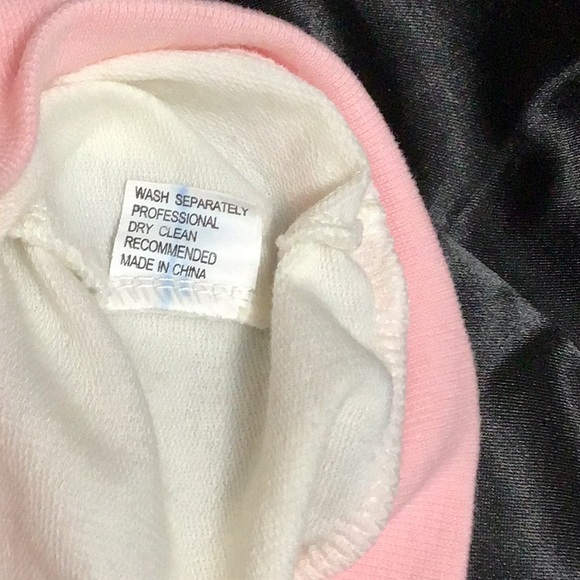 WASH SEPARATELY
PROFESSIONAL
DRY CLEAN
RECOMMENDED
MADE IN CHINA